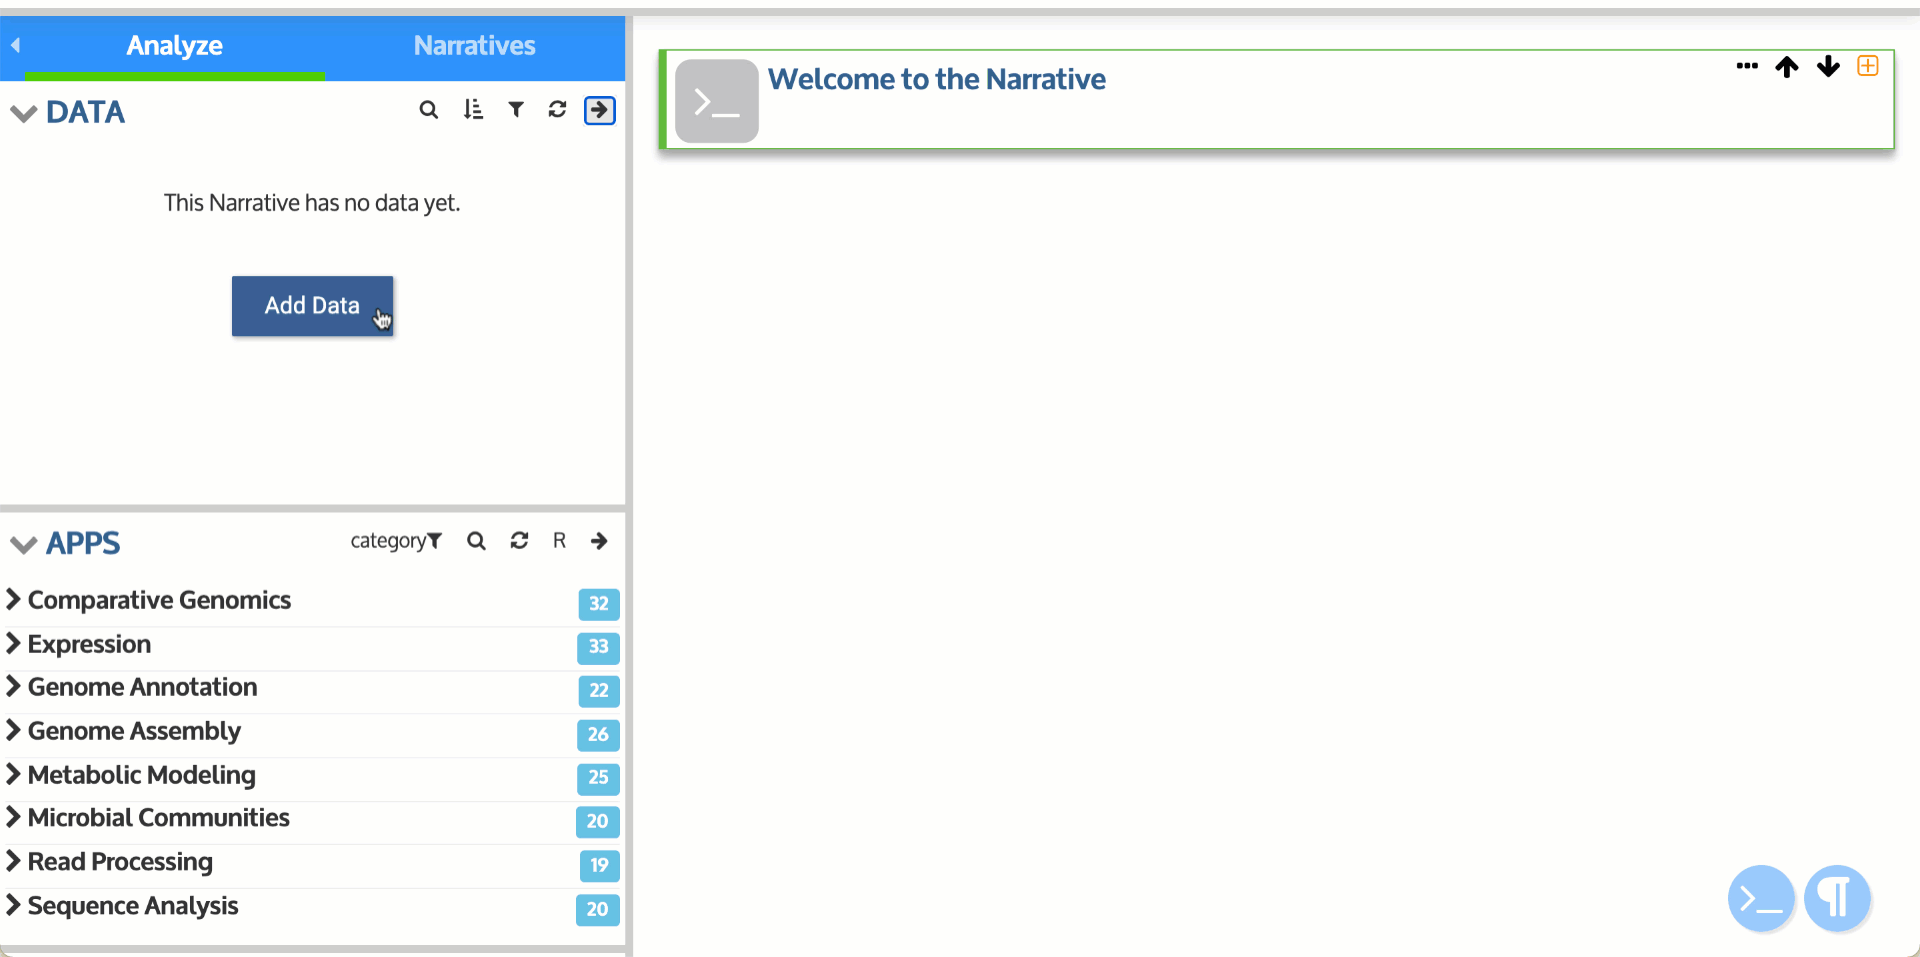 Analyze
Narratives
DATA
This Narrative has no data yet.
Add Data
APPS
category
R
Comparative Genomics 32
Expression 33
Genome Annotation 22
Genome Assembly 26
Metabolic Modeling 25
Microbial Communities 20
Read Processing 19
Sequence Analysis 20
Welcome to the Narrative